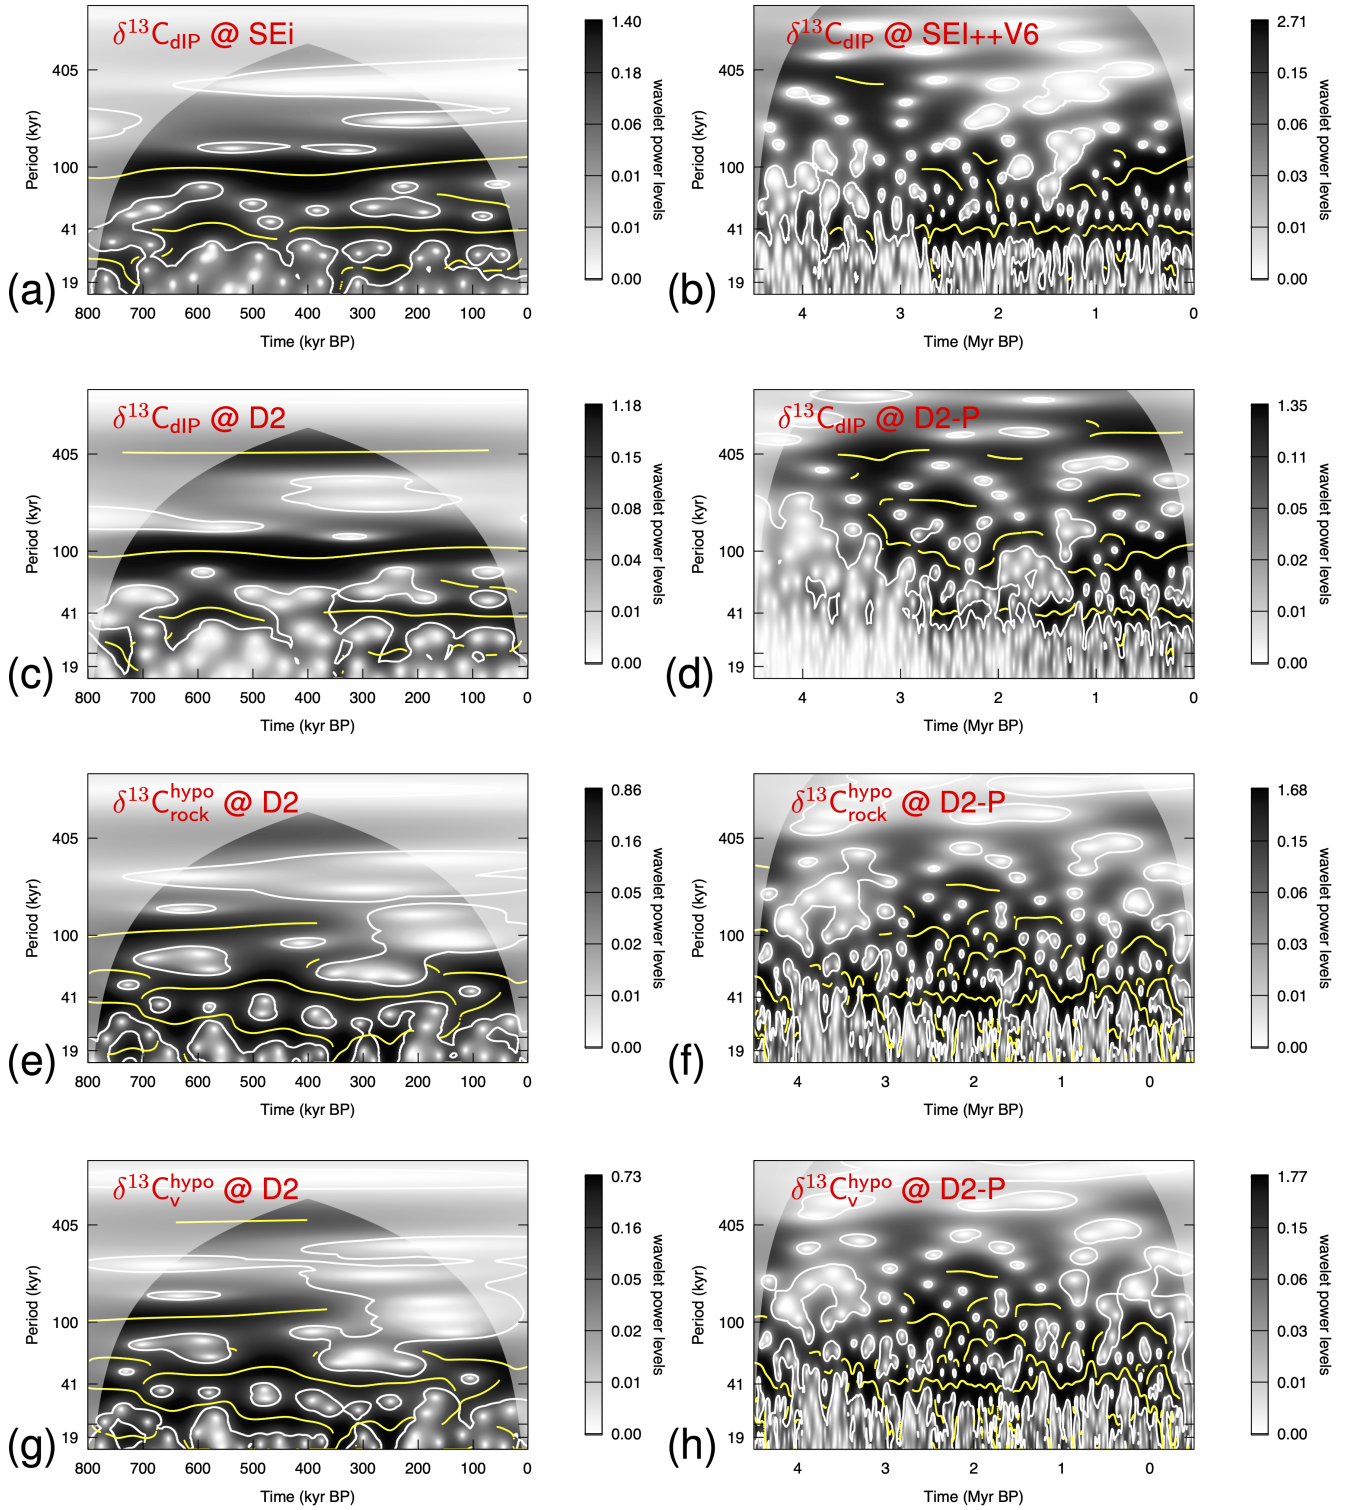 δ13CdIP @ SEi
405
100
41
19
Period (kyr)
800 700 600 500 400 300 200 100 0
Time (kyr BP)
1.40
0.18
0.06
0.01
0.01
0.00
wavelet power levels
(a)
δ13CdIP @ SEI++V6
405
100
41
19
Period (kyr)
4 3 2 1 0
Time (Myr BP)
2.71
0.15
0.06
0.03
0.01
0.00
wavelet power levels
(b)
δ13CdIP @ D2
405
100
41
19
Period (kyr)
800 700 600 500 400 300 200 100 0
Time (kyr BP)
1.18
0.15
0.08
0.04
0.01
0.00
wavelet power levels
(c)
δ13CdIP @ D2-P
405
100
41
19
Period (kyr)
4 3 2 1 0
Time (Myr BP)
1.35
0.11
0.05
0.02
0.01
0.00
wavelet power levels
(d)
δ13Chyporock @ D2
405
100
41
19
Period (kyr)
800 700 600 500 400 300 200 100 0
Time (kyr BP)
0.86
0.16
0.05
0.02
0.01
0.00
wavelet power levels
(e)
δ13Chyporock @ D2-P
405
100
41
19
Period (kyr)
4 3 2 1 0
Time (Myr BP)
1.68
0.15
0.06
0.03
0.01
0.00
wavelet power levels
(f)
δ13Chypov @ D2
405
100
41
19
Period (kyr)
800 700 600 500 400 300 200 100 0
Time (kyr BP)
0.73
0.16
0.05
0.02
0.01
0.00
wavelet power levels
(g)
δ13Chypov @ D2-P
405
100
41
19
Period (kyr)
4 3 2 1 0
Time (Myr BP)
1.77
0.15
0.06
0.03
0.01
0.00
wavelet power levels
(h)